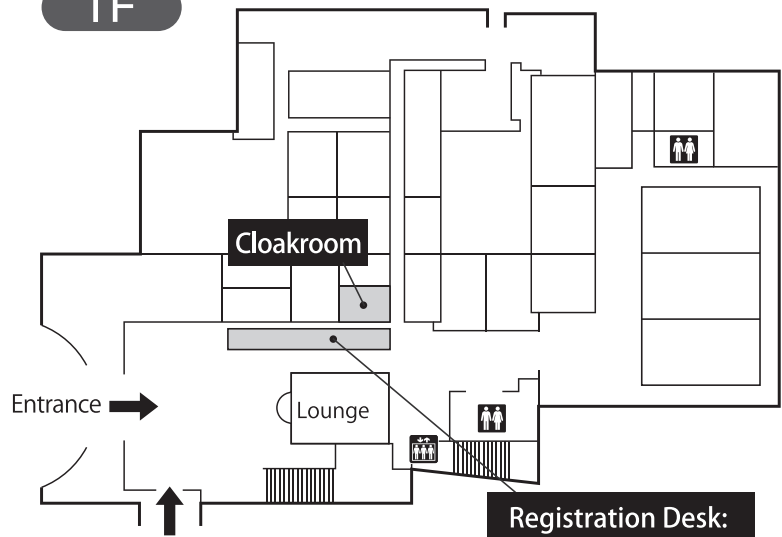 1F
Cloakroom
Entrance
Lounge
Registration Desk: